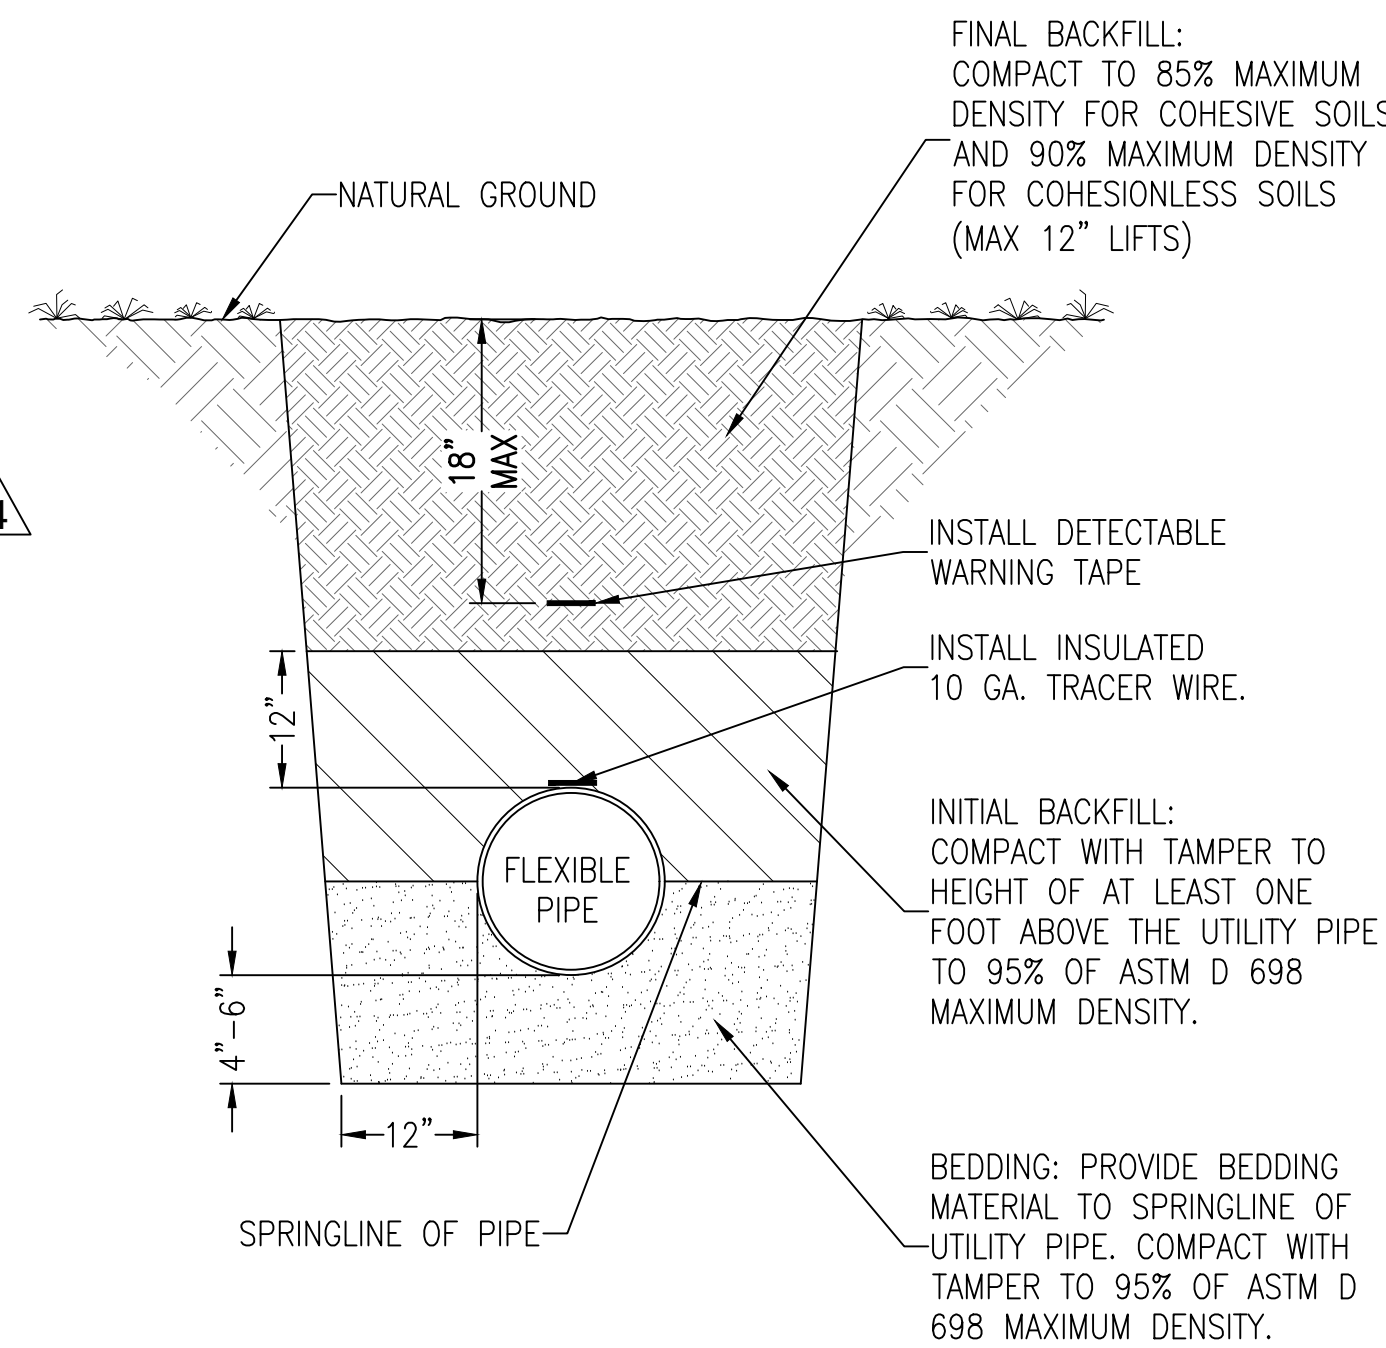 FINAL BACKFILL:
COMPACT TO 85% MAXIMUM
DENSITY FOR COHESIVE SOILS
AND 90% MAXIMUM DENSITY
FOR COHESIONLESS SOILS
(MAX 12" LIFTS)
NATURAL GROUND
18"
MAX
4
INSTALL DETECTABLE
WARNING TAPE
INSTALL INSULATED
10 GA. TRACER WIRE.
12"
INITIAL BACKFILL:
COMPACT WITH TAMPER TO
HEIGHT OF AT LEAST ONE
FOOT ABOVE THE UTILITY PIPE
TO 95% OF ASTM D 698
MAXIMUM DENSITY.
FLEXIBLE
PIPE
4"-6"
12"
SPRINGLINE OF PIPE
BEDDING: PROVIDE BEDDING
MATERIAL TO SPRINGLINE OF
UTILITY PIPE. COMPACT WITH
TAMPER TO 95% OF ASTM D
698 MAXIMUM DENSITY.